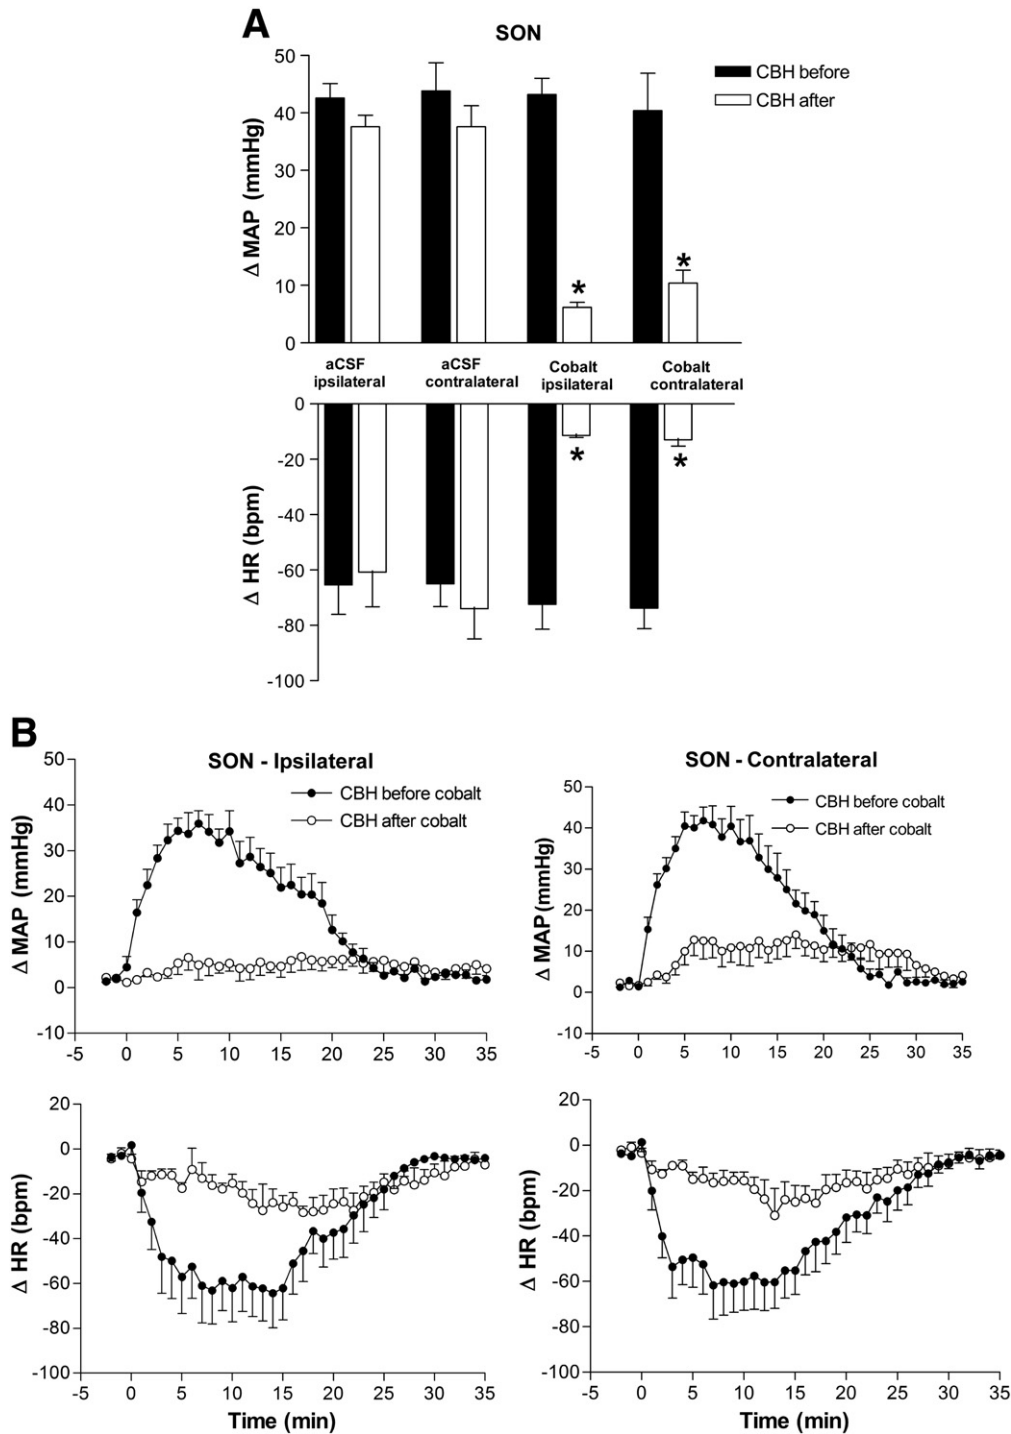 A
SON
CBH before
CBH after
Δ MAP (mmHg)
50
40
30
20
10
0
aCSF ipsilateral
aCSF contralateral
Cobalt ipsilateral
Cobalt contralateral
*
*
Δ HR (bpm)
0
-20
-40
-60
-80
-100
*
*
B
SON - Ipsilateral
CBH before cobalt
CBH after cobalt
Δ MAP (mmHg)
50
40
30
20
10
0
-10
-5 0 5 10 15 20 25 30 35
SON - Contralateral
CBH before cobalt
CBH after cobalt
Δ MAP (mmHg)
50
40
30
20
10
0
-10
-5 0 5 10 15 20 25 30 35
Δ HR (bpm)
20
0
-20
-40
-60
-80
-100
-5 0 5 10 15 20 25 30 35
Time (min)
Δ HR (bpm)
20
0
-20
-40
-60
-80
-100
-5 0 5 10 15 20 25 30 35
Time (min)